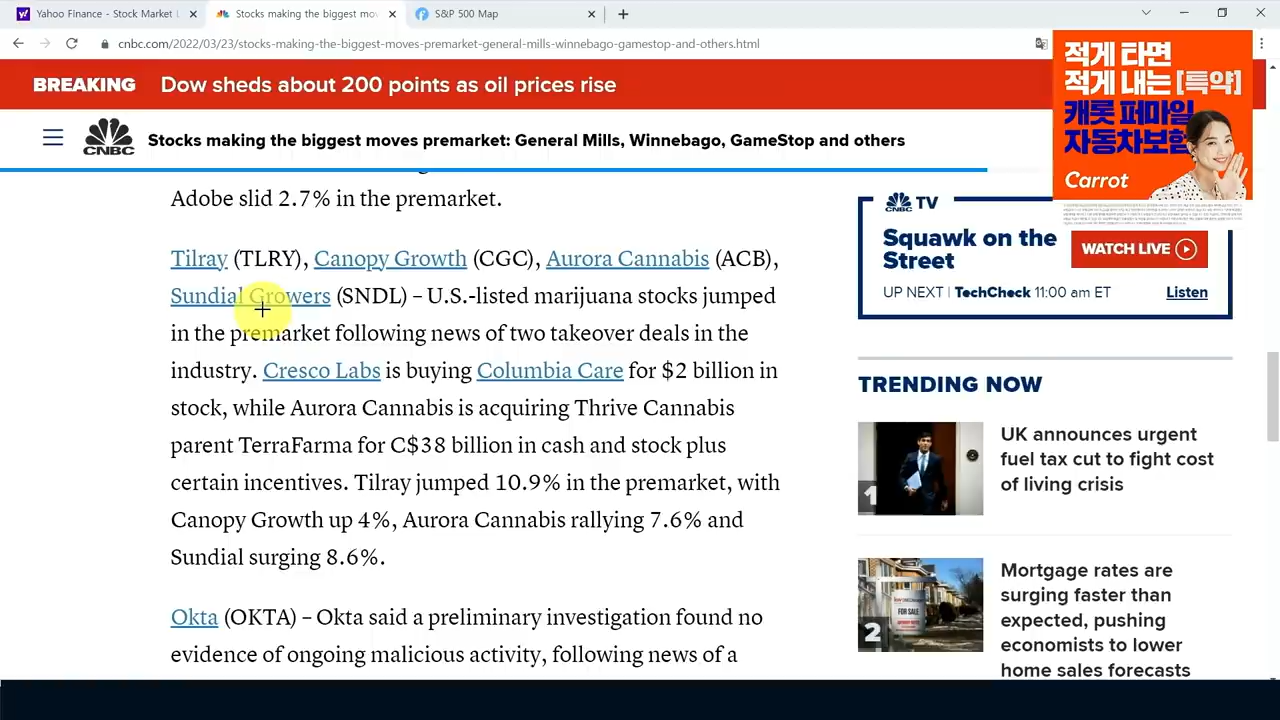 Yahoo Finance - Stock Market L
Stocks making the biggest mov
S&P 500 Map
cnbc.com/2022/03/23/stocks-making-the-biggest-moves-premarket-general-mills-winnebago-gamestop-and-others.html
BREAKING Dow sheds about 200 points as oil prices rise
CNBC
Stocks making the biggest moves premarket: General Mills, Winnebago, GameStop and others
적게 타면
적게 내는 [특약]
캐롯 퍼마일
자동차보험
Carrot
Adobe slid 2.7% in the premarket.
Tilray (TLRY), Canopy Growth (CGC), Aurora Cannabis (ACB),
Sundial Growers (SNDL) – U.S.-listed marijuana stocks jumped
in the premarket following news of two takeover deals in the
industry. Cresco Labs is buying Columbia Care for $2 billion in
stock, while Aurora Cannabis is acquiring Thrive Cannabis
parent TerraFarma for C$38 billion in cash and stock plus
certain incentives. Tilray jumped 10.9% in the premarket, with
Canopy Growth up 4%, Aurora Cannabis rallying 7.6% and
Sundial surging 8.6%.
Okta (OKTA) – Okta said a prelininary investigation found no
evidence of ongoing malicious activity, following news of a
CNBC TV
Squawk on the
Street
WATCH LIVE
UP NEXT | TechCheck 11:00 am ET
Listen
TRENDING NOW
1
UK announces urgent
fuel tax cut to fight cost
of living crisis
FOR SALE
2
Mortgage rates are
surging faster than
expected, pushing
economists to lower
home sales forecasts